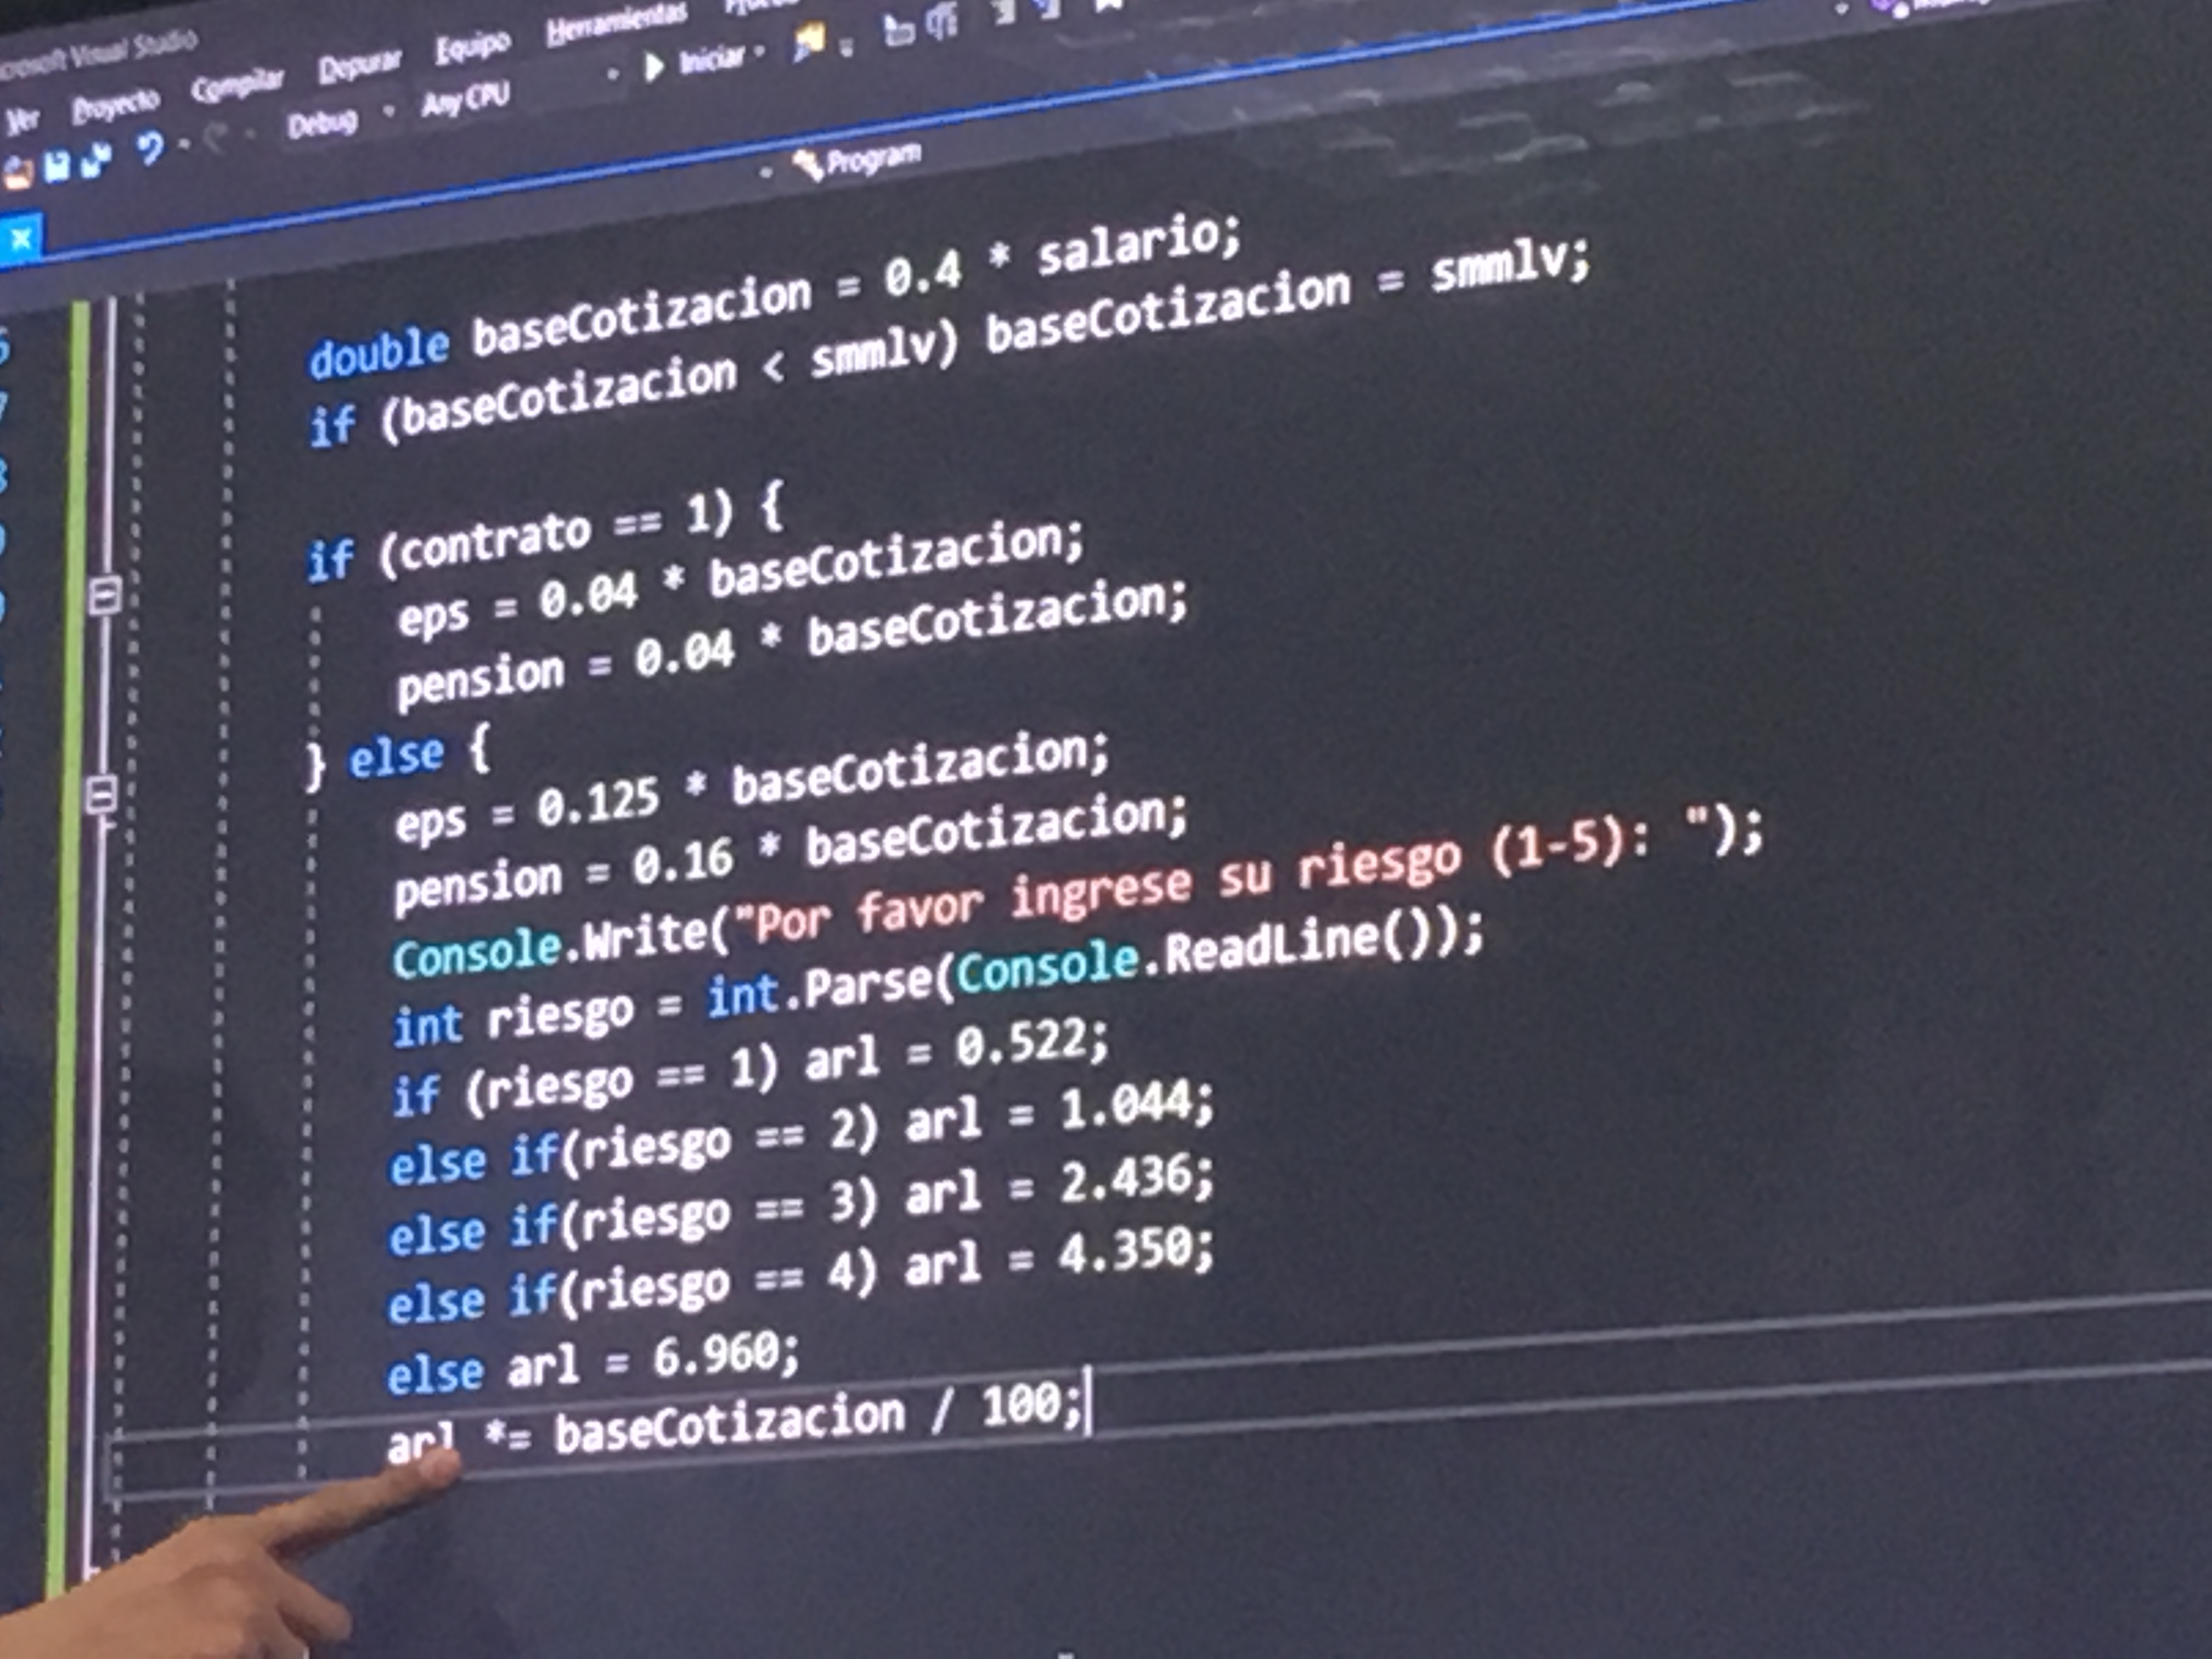 Microsoft Visual Studio
Ver Proyecto Compilar Depurar Equipo Herramientas
Debug Any CPU Iniciar
Program
double baseCotizacion = 0.4 * salario;
if (baseCotizacion < smmlv) baseCotizacion = smmlv;
if (contrato == 1) {
eps = 0.04 * baseCotizacion;
pension = 0.04 * baseCotizacion;
} else {
eps = 0.125 * baseCotizacion;
pension = 0.16 * baseCotizacion;
Console.Write("Por favor ingrese su riesgo (1-5): ");
int riesgo = int.Parse(Console.ReadLine());
if (riesgo == 1) arl = 0.522;
else if(riesgo == 2) arl = 1.044;
else if(riesgo == 3) arl = 2.436;
else if(riesgo == 4) arl = 4.350;
else arl = 6.960;
arl *= baseCotizacion / 100;